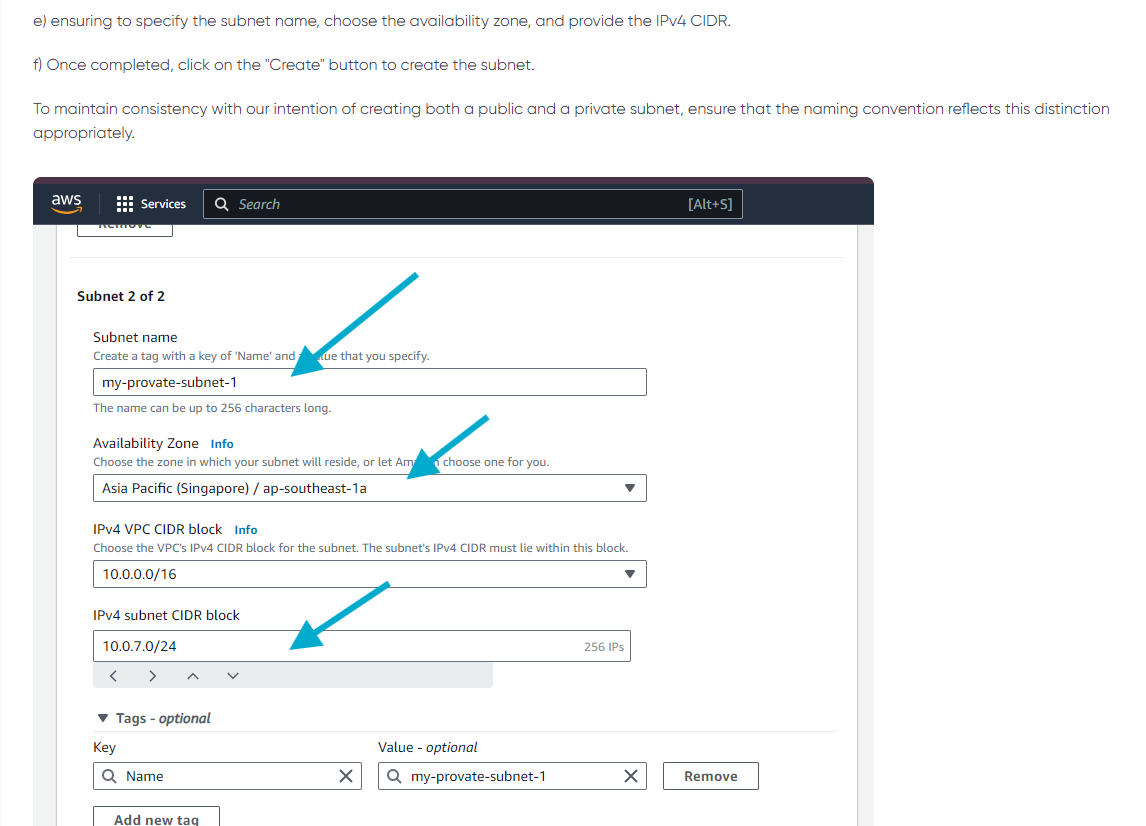 e) ensuring to specify the subnet name, choose the availability zone, and provide the IPv4 CIDR.
f) Once completed, click on the "Create" button to create the subnet.
To maintain consistency with our intention of creating both a public and a private subnet, ensure that the naming convention reflects this distinction
appropriately.
aws Services Search [Alt+S]
Remove
Subnet 2 of 2
Subnet name
Create a tag with a key of 'Name' and a value that you specify.
my-provate-subnet-1
The name can be up to 256 characters long.
Availability Zone Info
Choose the zone in which your subnet will reside, or let Amazon choose one for you.
Asia Pacific (Singapore) / ap-southeast-1a
IPv4 VPC CIDR block Info
Choose the VPC's IPv4 CIDR block for the subnet. The subnet's IPv4 CIDR must lie within this block.
10.0.0.0/16
IPv4 subnet CIDR block
10.0.7.0/24 256 IPs
Tags - optional
Key Value - optional
Name my-provate-subnet-1 Remove
Add new tag